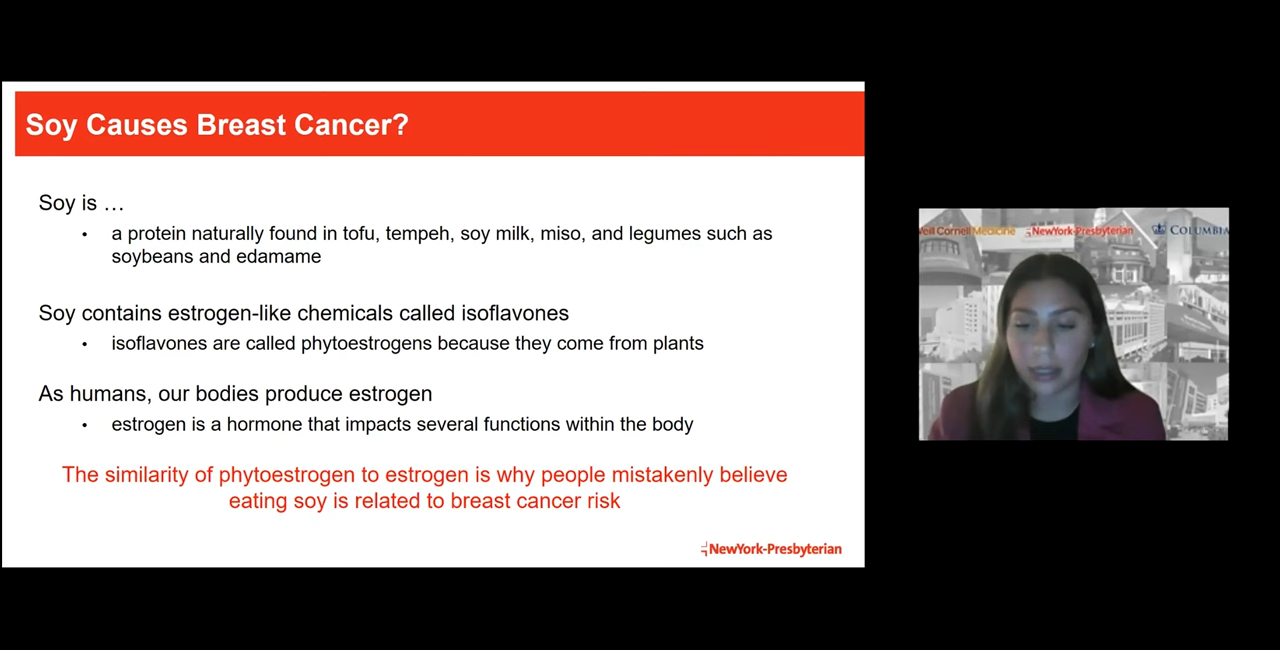 Soy Causes Breast Cancer?
Soy is …
• a protein naturally found in tofu, tempeh, soy milk, miso, and legumes such as
soybeans and edamame
Soy contains estrogen-like chemicals called isoflavones
• isoflavones are called phytoestrogens because they come from plants
As humans, our bodies produce estrogen
• estrogen is a hormone that impacts several functions within the body
The similarity of phytoestrogen to estrogen is why people mistakenly believe
eating soy is related to breast cancer risk
NewYork-Presbyterian
eill Cornell Medicine NewYork-Presbyterian COLUMBIA